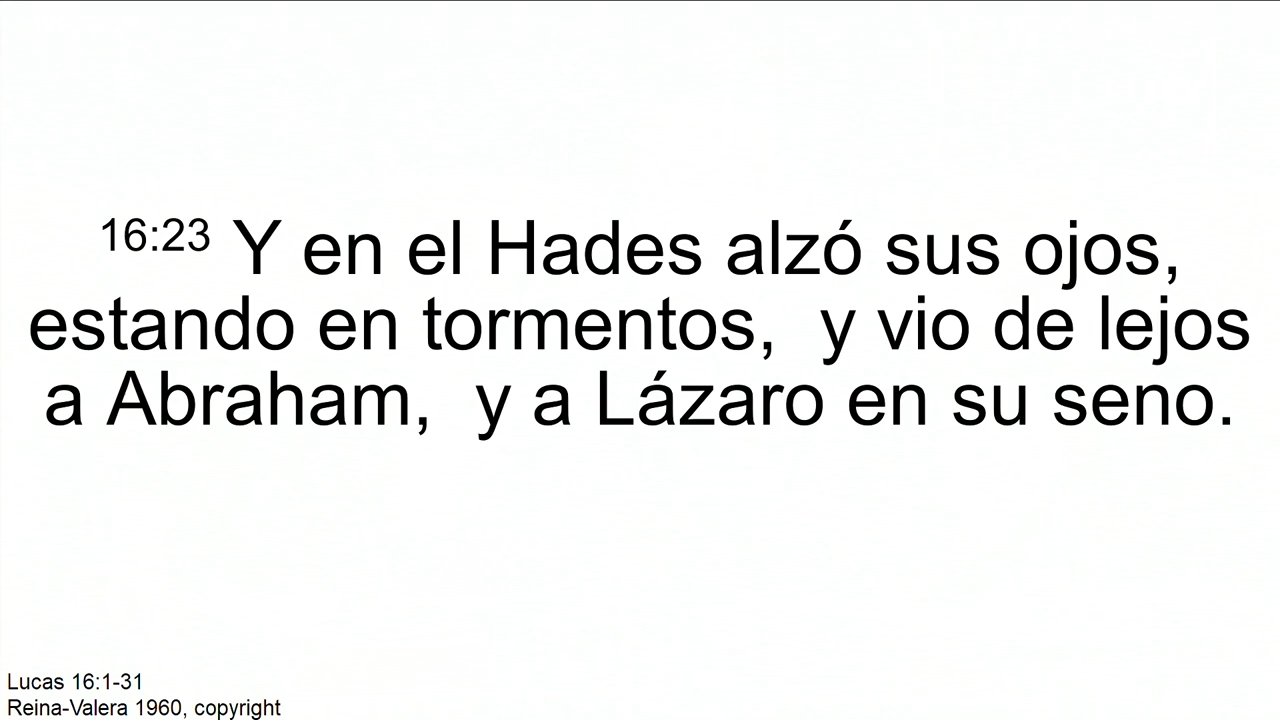 16:23 Y en el Hades alzó sus ojos,
estando en tormentos,  y vio de lejos
a Abraham,  y a Lázaro en su seno.
Lucas 16:1-31
Reina-Valera 1960, copyright